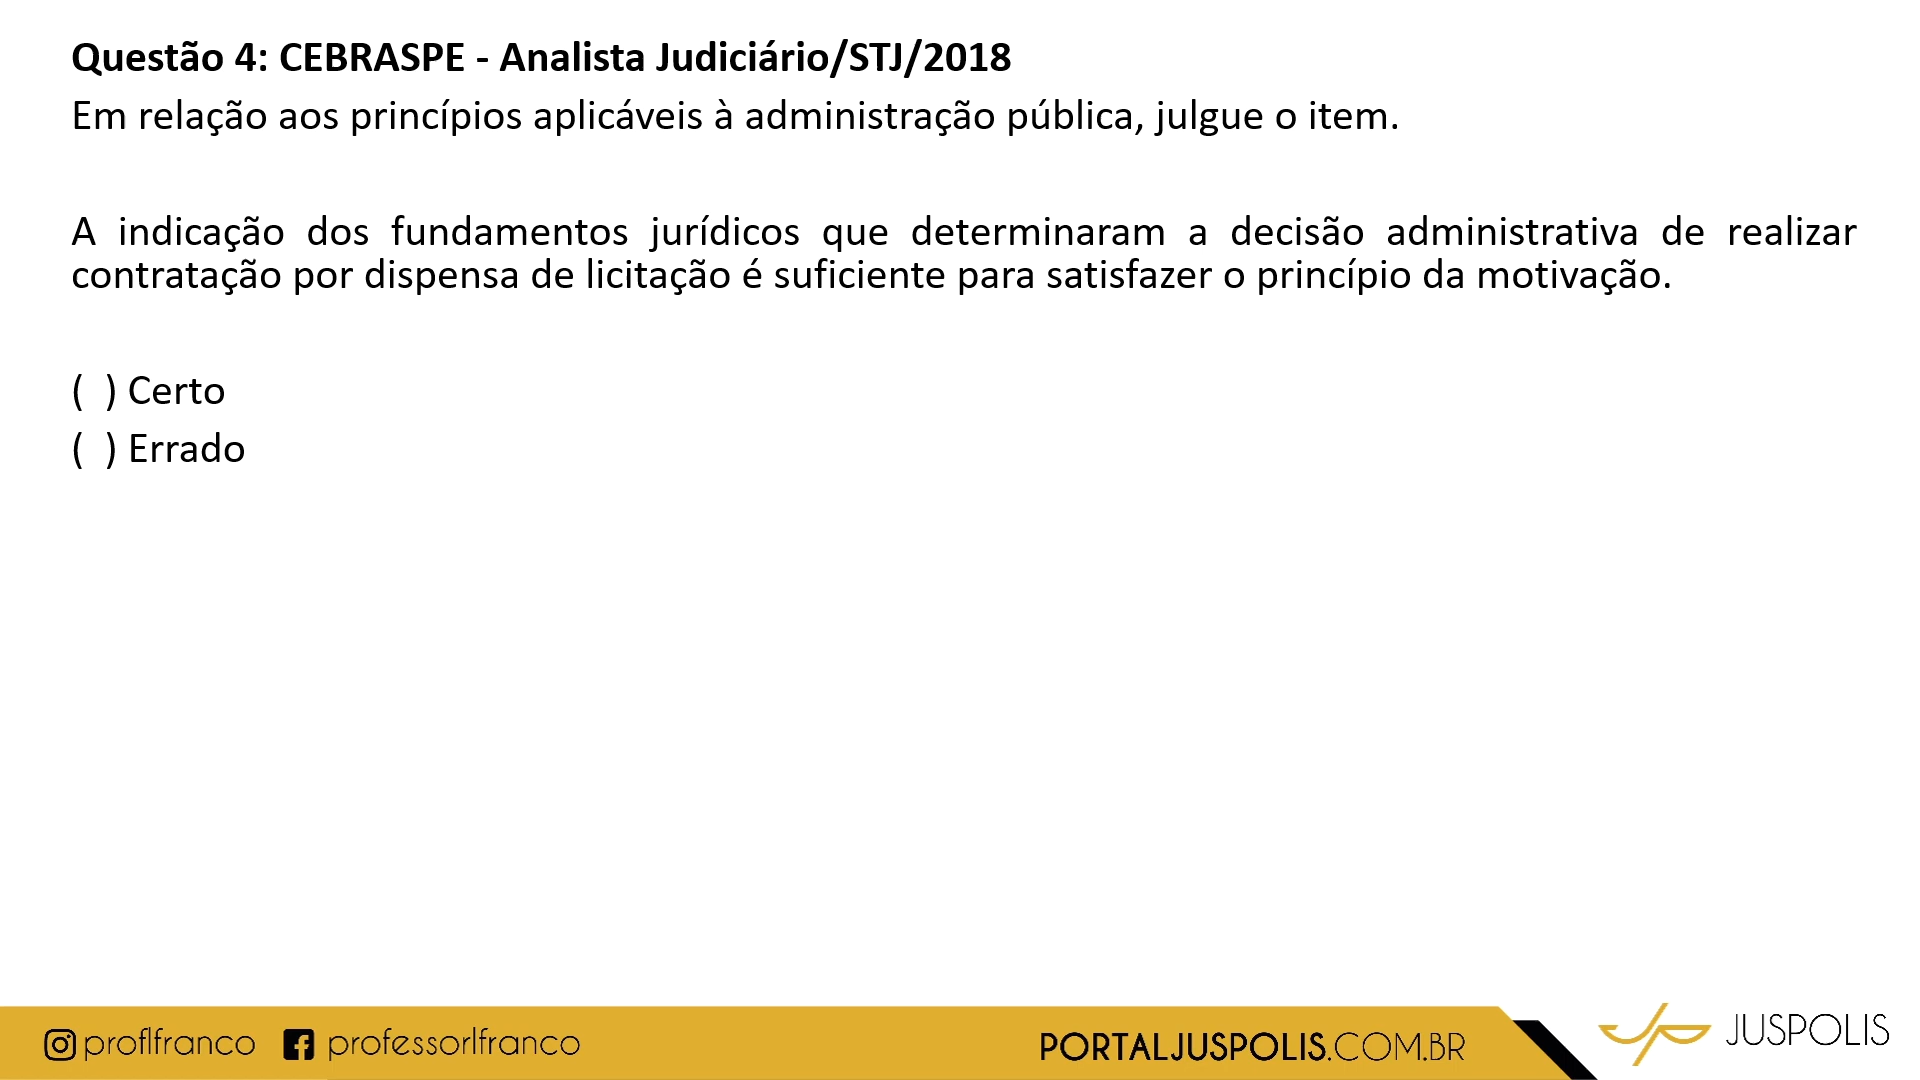 Questão 4: CEBRASPE - Analista Judiciário/STJ/2018
Em relação aos princípios aplicáveis à administração pública, julgue o item.
A indicação dos fundamentos jurídicos que determinaram a decisão administrativa de realizar
contratação por dispensa de licitação é suficiente para satisfazer o princípio da motivação.
( ) Certo
( ) Errado
proflfranco professorlfranco PORTALJUSPOLIS.COM.BR JUSPOLIS